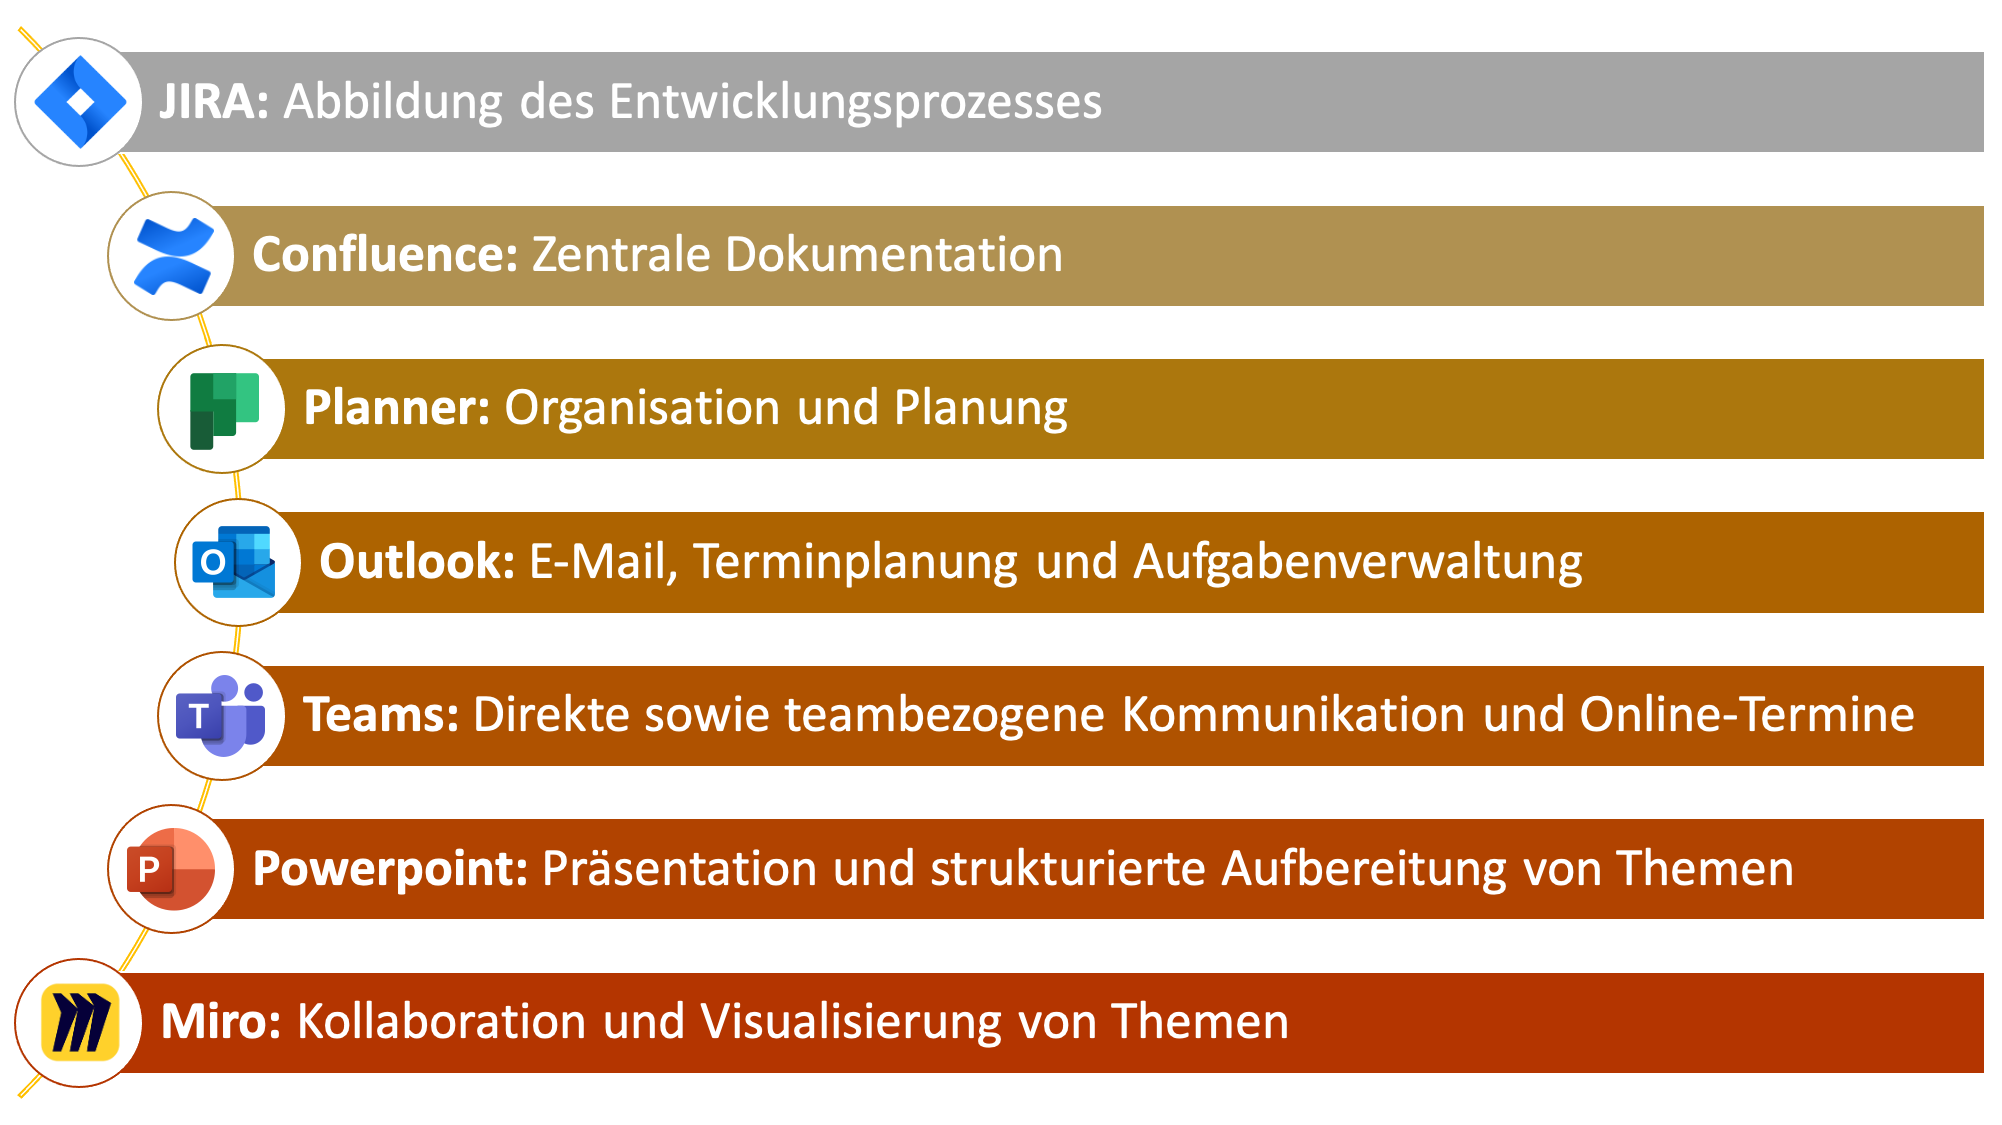 JIRA: Abbildung des Entwicklungsprozesses
Confluence: Zentrale Dokumentation
Planner: Organisation und Planung
O Outlook: E-Mail, Terminplanung und Aufgabenverwaltung
T Teams: Direkte sowie teambezogene Kommunikation und Online-Termine
P Powerpoint: Präsentation und strukturierte Aufbereitung von Themen
Miro: Kollaboration und Visualisierung von Themen